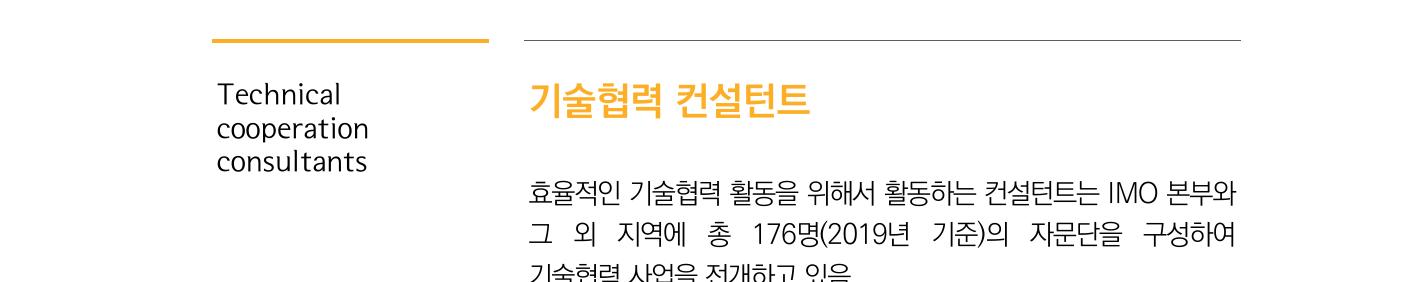 Technical
cooperation
consultants
기술협력 컨설턴트
효율적인 기술협력 활동을 위해서 활동하는 컨설턴트는 IMO 본부와
그 외 지역에 총 176명(2019년 기준)의 자문단을 구성하여
기술협력 사업을 전개하고 있음